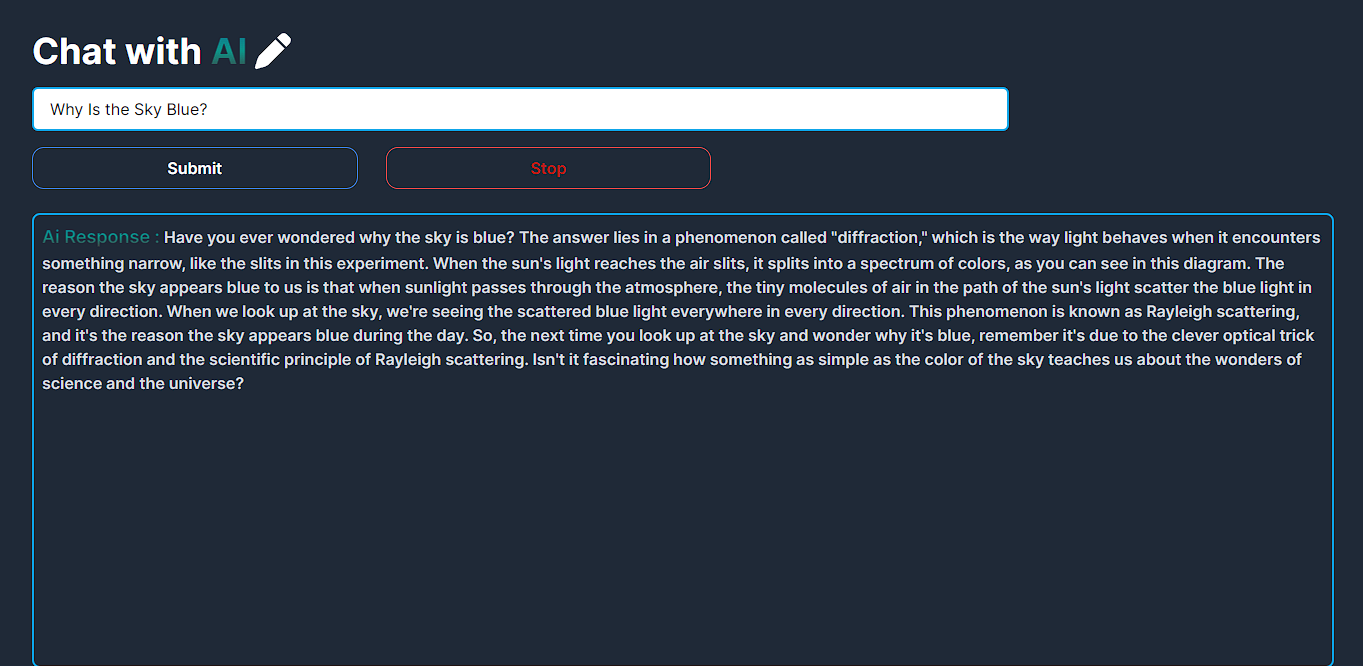 Chat with AI
Why Is the Sky Blue?
Submit
Stop
Ai Response : Have you ever wondered why the sky is blue? The answer lies in a phenomenon called "diffraction," which is the way light behaves when it encounters
something narrow, like the slits in this experiment. When the sun's light reaches the air slits, it splits into a spectrum of colors, as you can see in this diagram. The
reason the sky appears blue to us is that when sunlight passes through the atmosphere, the tiny molecules of air in the path of the sun's light scatter the blue light in
every direction. When we look up at the sky, we're seeing the scattered blue light everywhere in every direction. This phenomenon is known as Rayleigh scattering,
and it's the reason the sky appears blue during the day. So, the next time you look up at the sky and wonder why it's blue, remember it's due to the clever optical trick
of diffraction and the scientific principle of Rayleigh scattering. Isn't it fascinating how something as simple as the color of the sky teaches us about the wonders of
science and the universe?